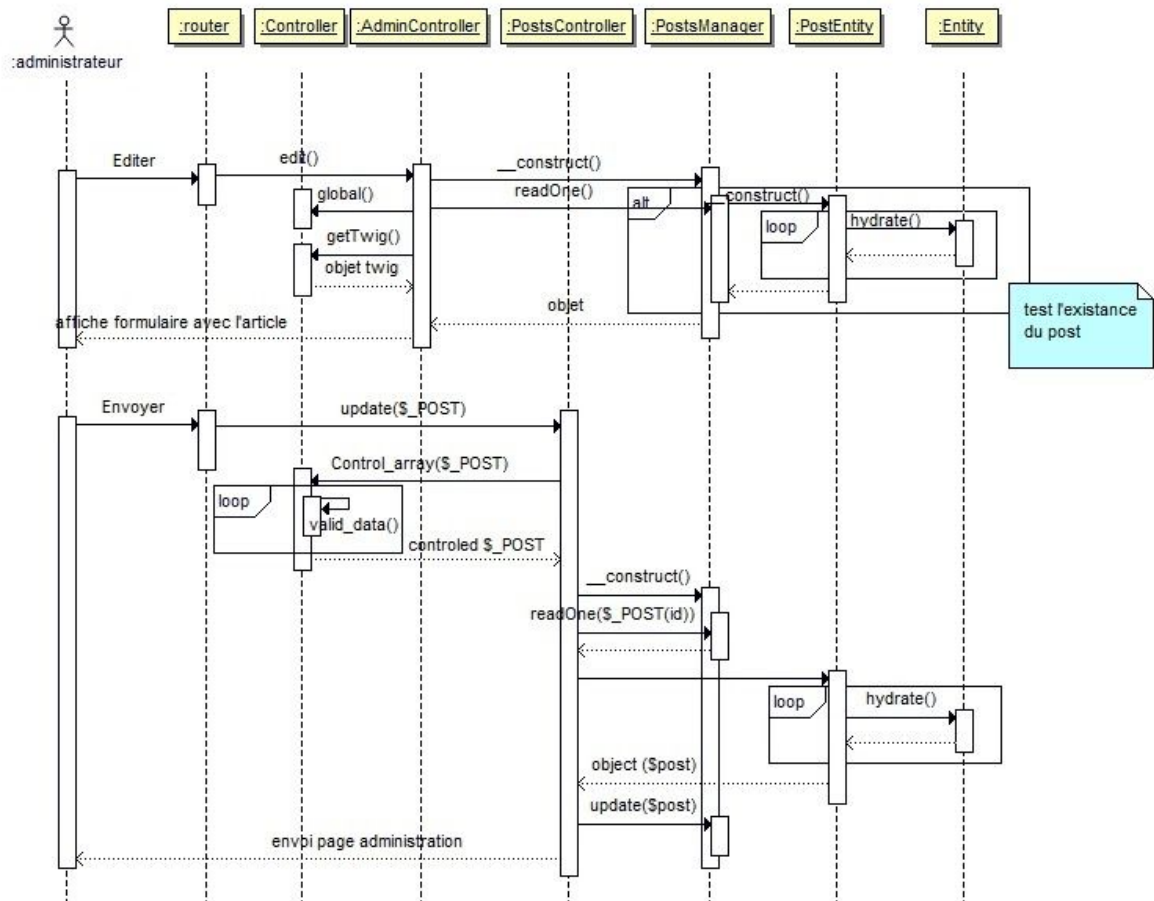 :router
:Controller
:AdminController
:PostsController
:PostsManager
:PostEntity
:Entity
:administrateur
Editer
edit()
__construct()
readOne()
alt
__construct()
global()
loop
hydrate()
getTwig()
objet twig
objet
affiche formulaire avec l'article
test l'existance
du post
Envoyer
update($_POST)
Control_array($_POST)
loop
valid_data()
controled $_POST
__construct()
readOne($_POST(id))
loop
hydrate()
object ($post)
update($post)
envoi page administration